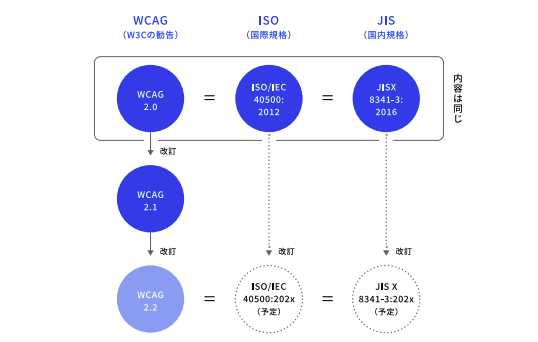 WCAG
(W3Cの勧告)
ISO
(国際規格)
JIS
(国内規格)
WCAG
2.0
=
ISO/IEC
40500:
2012
=
JISX
8341-3:
2016
内容は同じ
改訂
WCAG
2.1
改訂
改訂
改訂
WCAG
2.2
=
ISO/IEC
40500:202x
(予定)
=
JIS X
8341-3:202x
(予定)